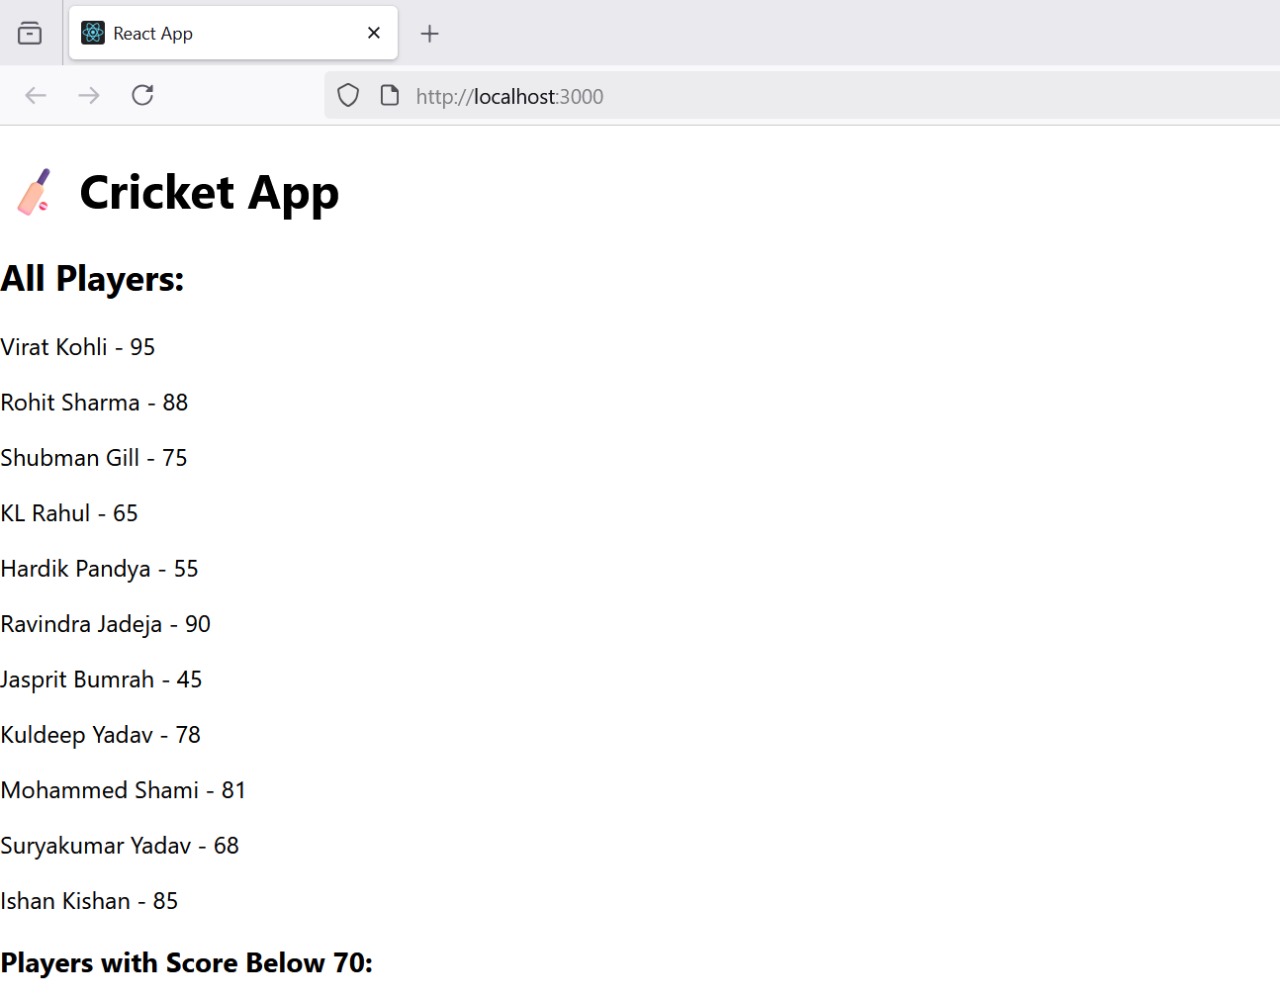 React App
http://localhost:3000
Cricket App
All Players:
Virat Kohli - 95
Rohit Sharma - 88
Shubman Gill - 75
KL Rahul - 65
Hardik Pandya - 55
Ravindra Jadeja - 90
Jasprit Bumrah - 45
Kuldeep Yadav - 78
Mohammed Shami - 81
Suryakumar Yadav - 68
Ishan Kishan - 85
Players with Score Below 70: